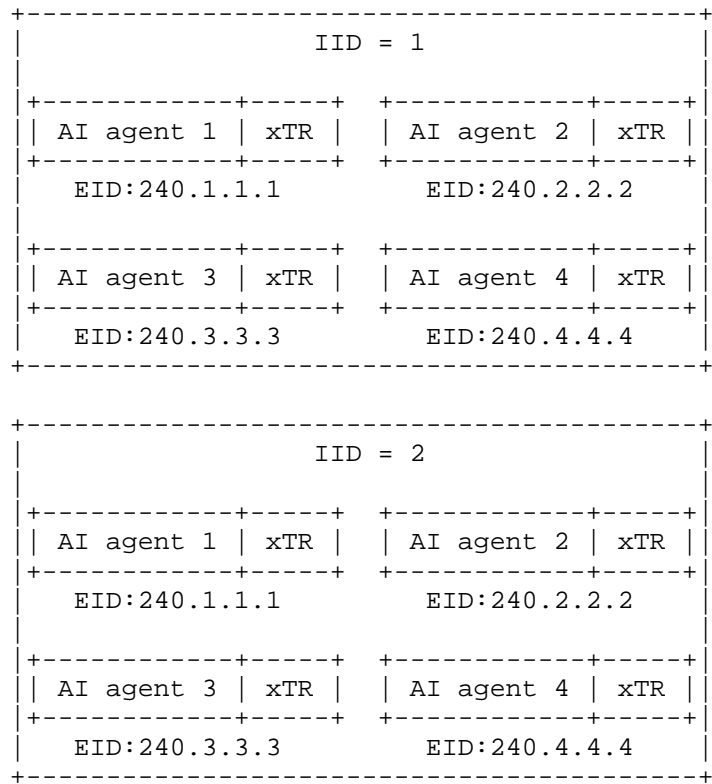 IID = 1
AI agent 1 | xTR | | AI agent 2 | xTR
EID:240.1.1.1 EID:240.2.2.2
AI agent 3 | xTR | | AI agent 4 | xTR
EID:240.3.3.3 EID:240.4.4.4
IID = 2
AI agent 1 | xTR | | AI agent 2 | xTR
EID:240.1.1.1 EID:240.2.2.2
AI agent 3 | xTR | | AI agent 4 | xTR
EID:240.3.3.3 EID:240.4.4.4